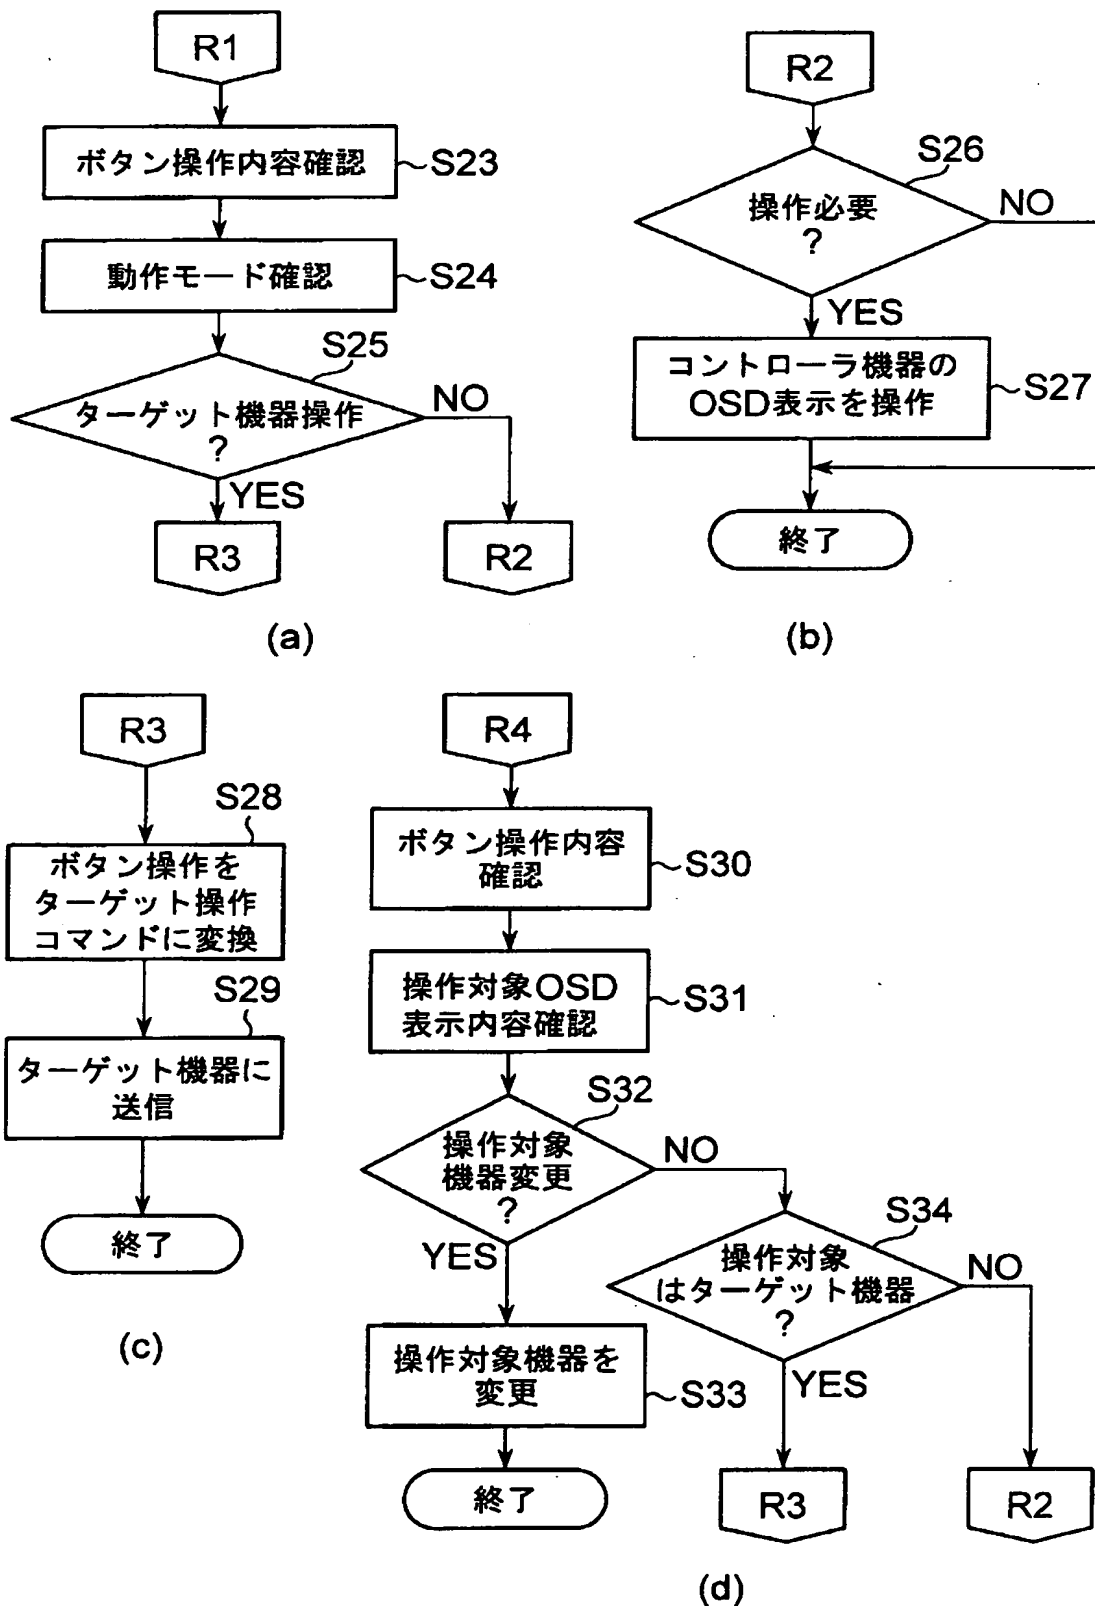 R1
ボタン操作内容確認
S23
動作モード確認
S24
S25
ターゲット機器操作
?
NO
YES
R3
R2
(a)
R2
S26
操作必要
?
NO
YES
コントローラ機器の
OSD表示を操作
S27
終了
(b)
R3
S28
ボタン操作を
ターゲット操作
コマンドに変換
S29
ターゲット機器に
送信
終了
(c)
R4
ボタン操作内容
確認
S30
操作対象OSD
表示内容確認
S31
S32
操作対象
機器変更
?
NO
YES
操作対象機器を
変更
S33
終了
S34
操作対象
はターゲット機器
?
NO
YES
R3
R2
(d)